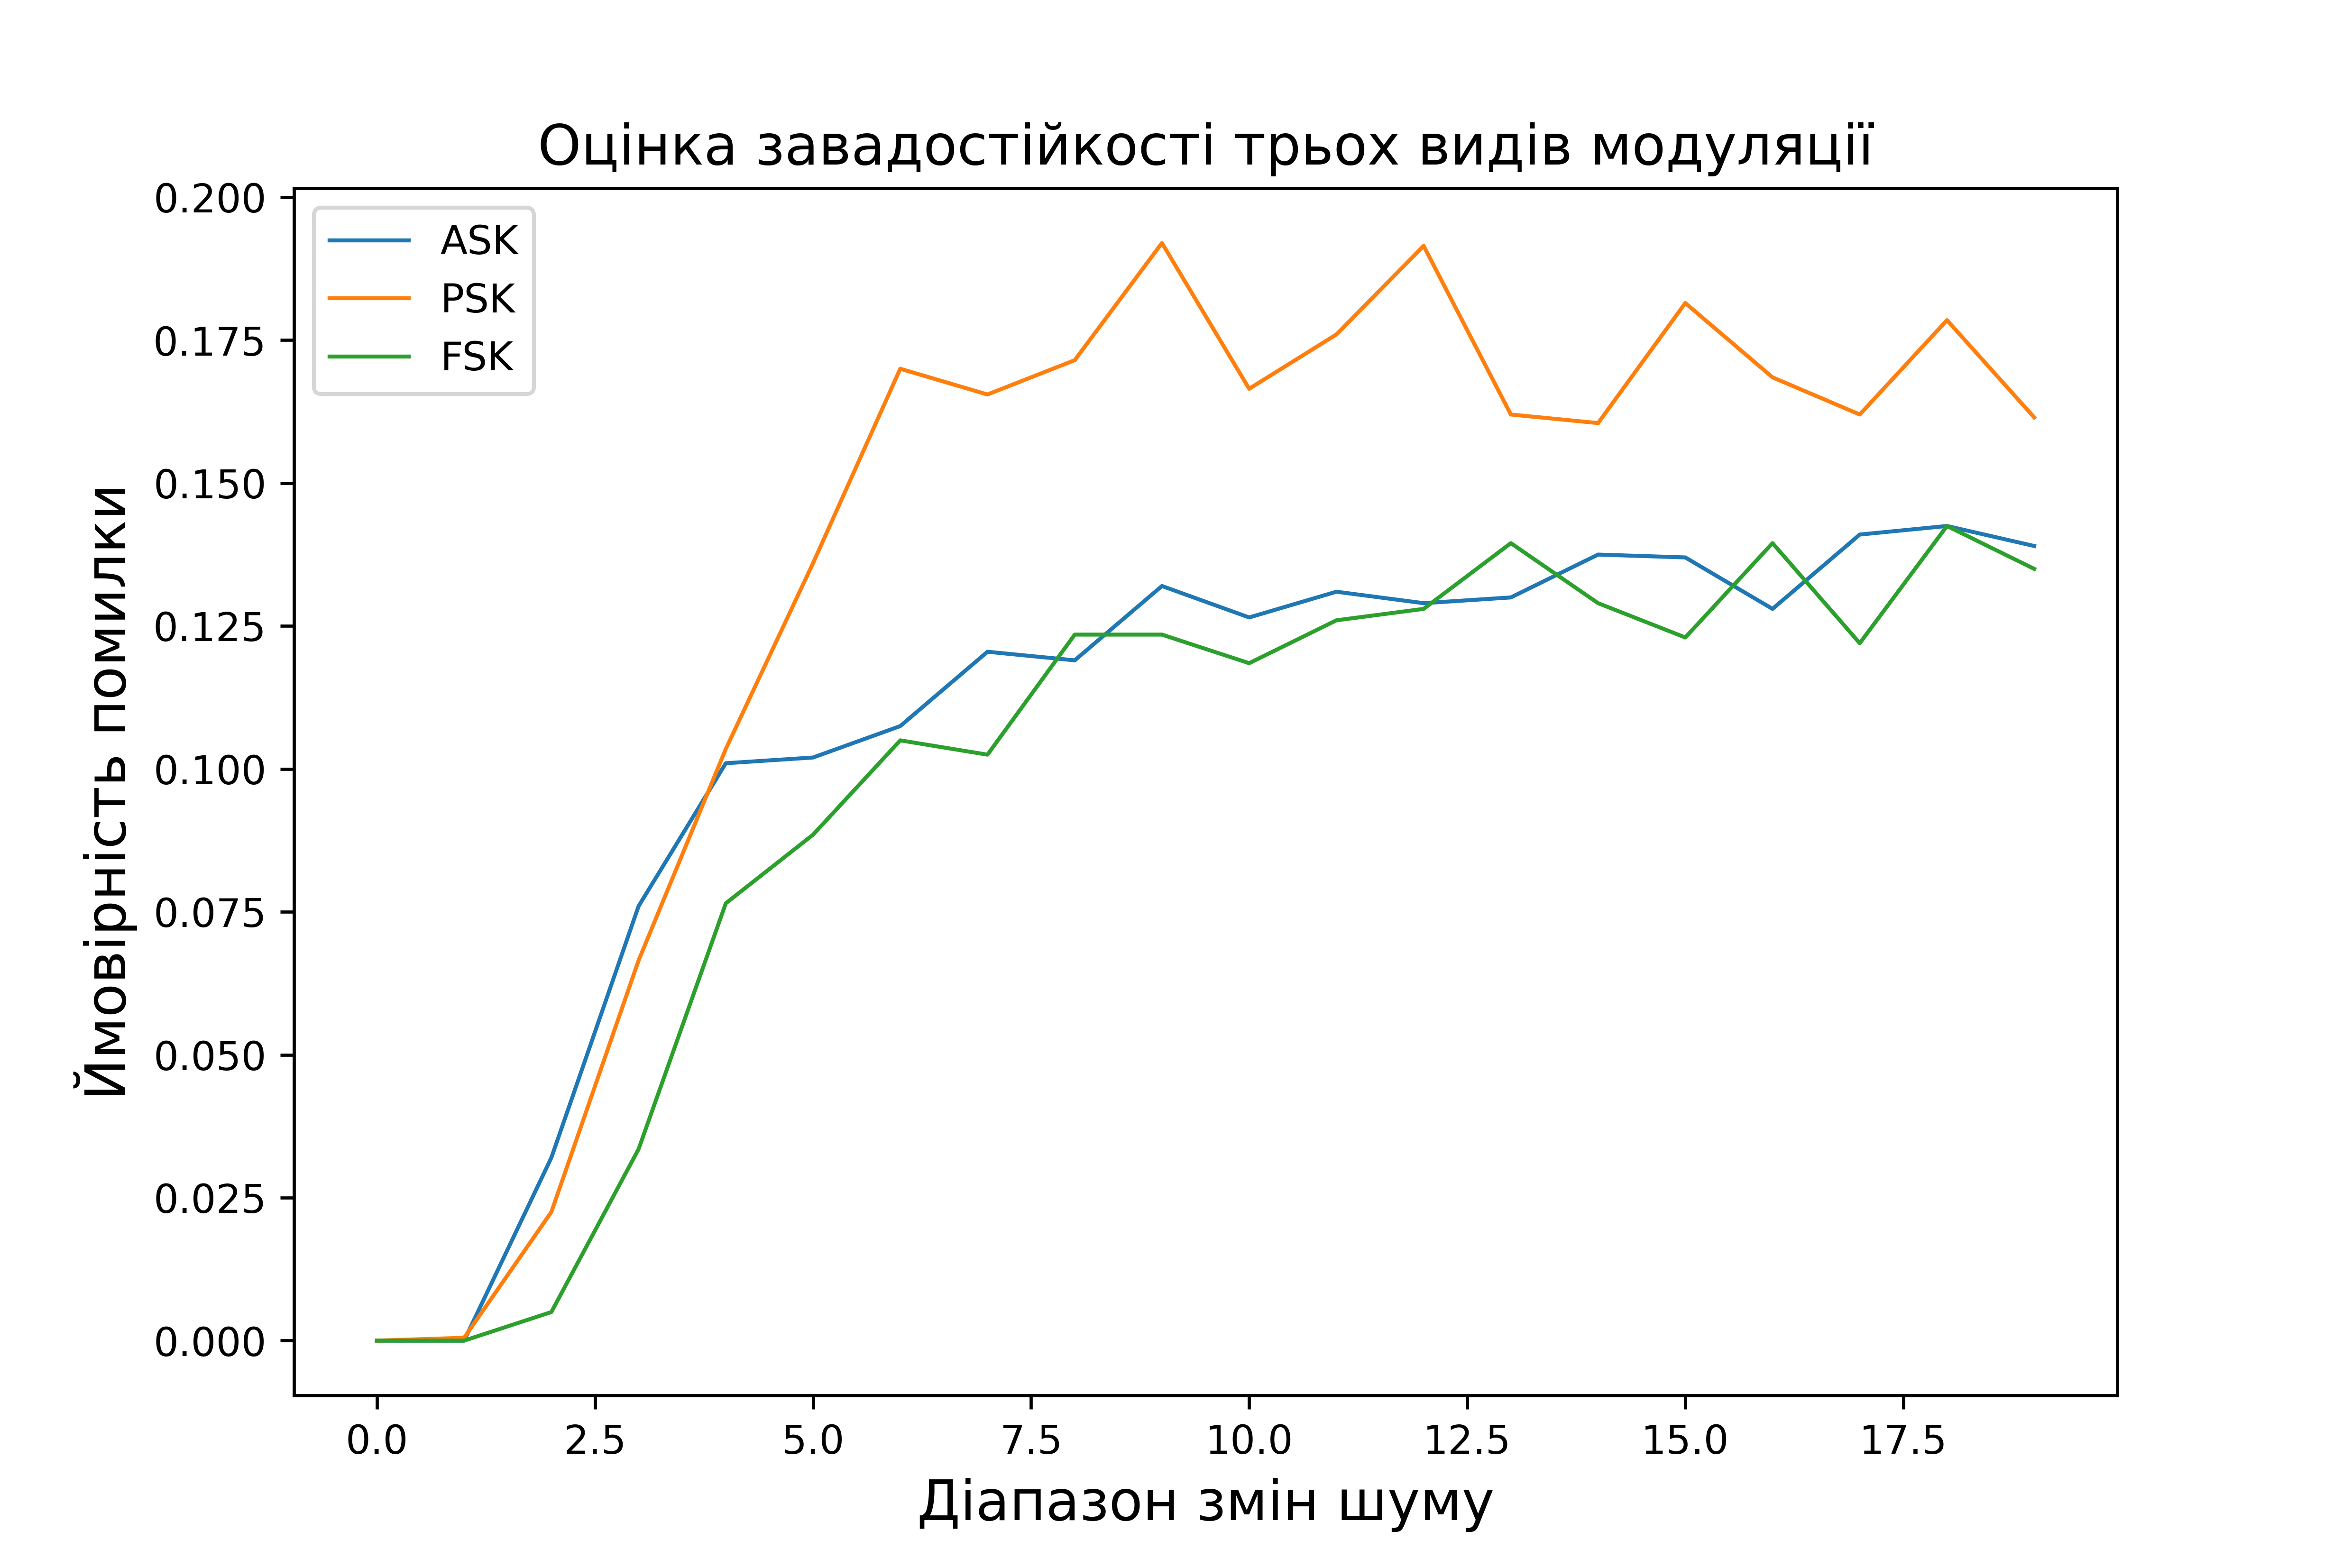 Оцінка завадостійкості трьох видів модуляції
ASK
PSK
FSK
Ймовірність помилки
0.200
0.175
0.150
0.125
0.100
0.075
0.050
0.025
0.000
0.0 2.5 5.0 7.5 10.0 12.5 15.0 17.5
Діапазон змін шуму